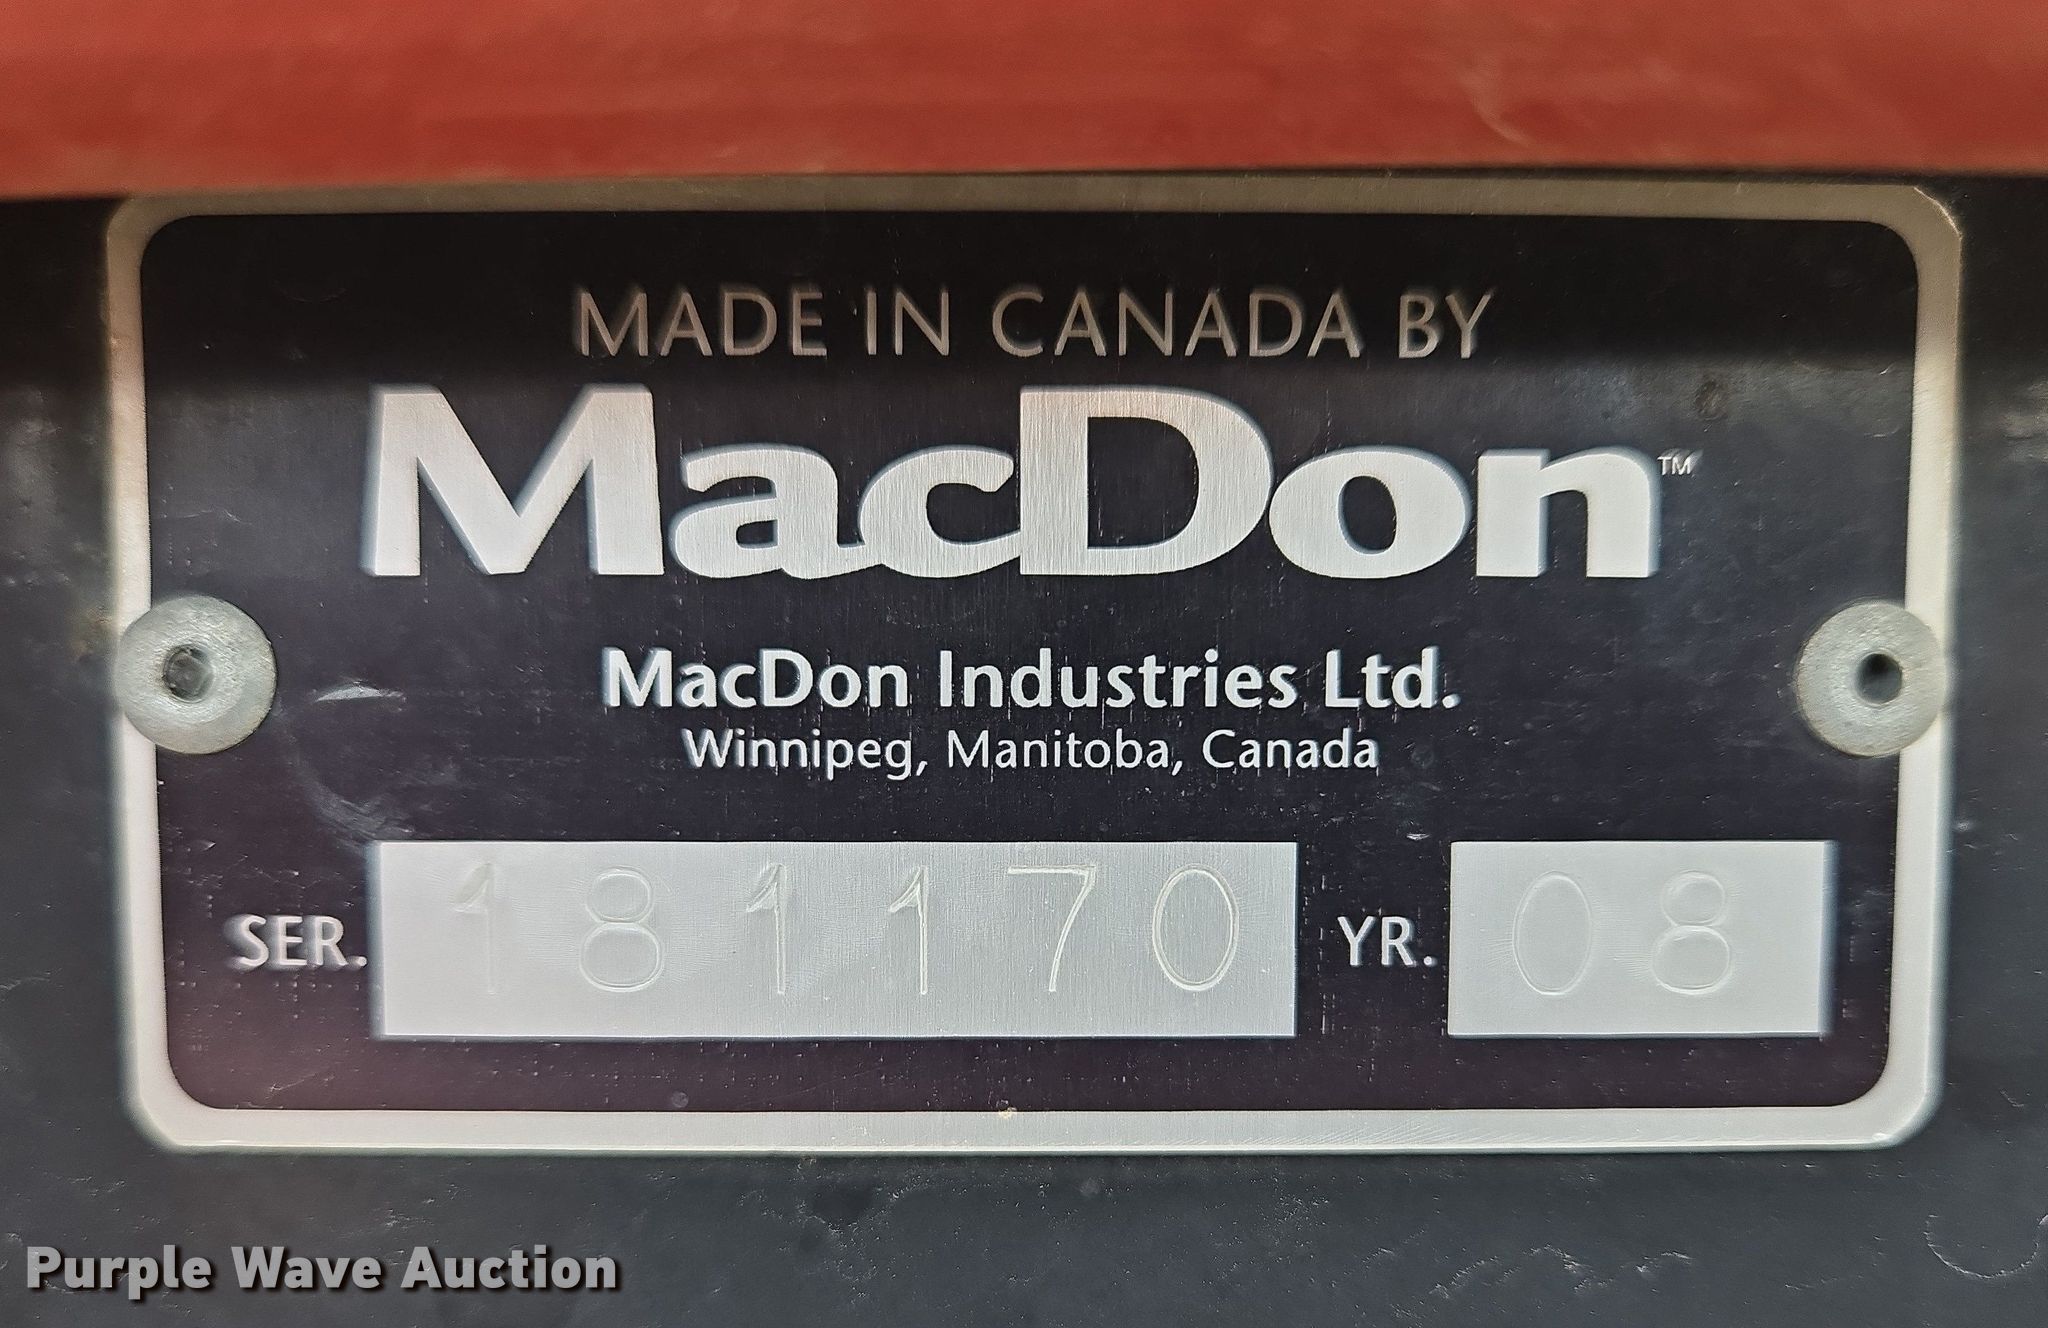 MADE IN CANADA BY
MacDon™
MacDon Industries Ltd.
Winnipeg, Manitoba, Canada
SER. 181170 YR. 08
Purple Wave Auction